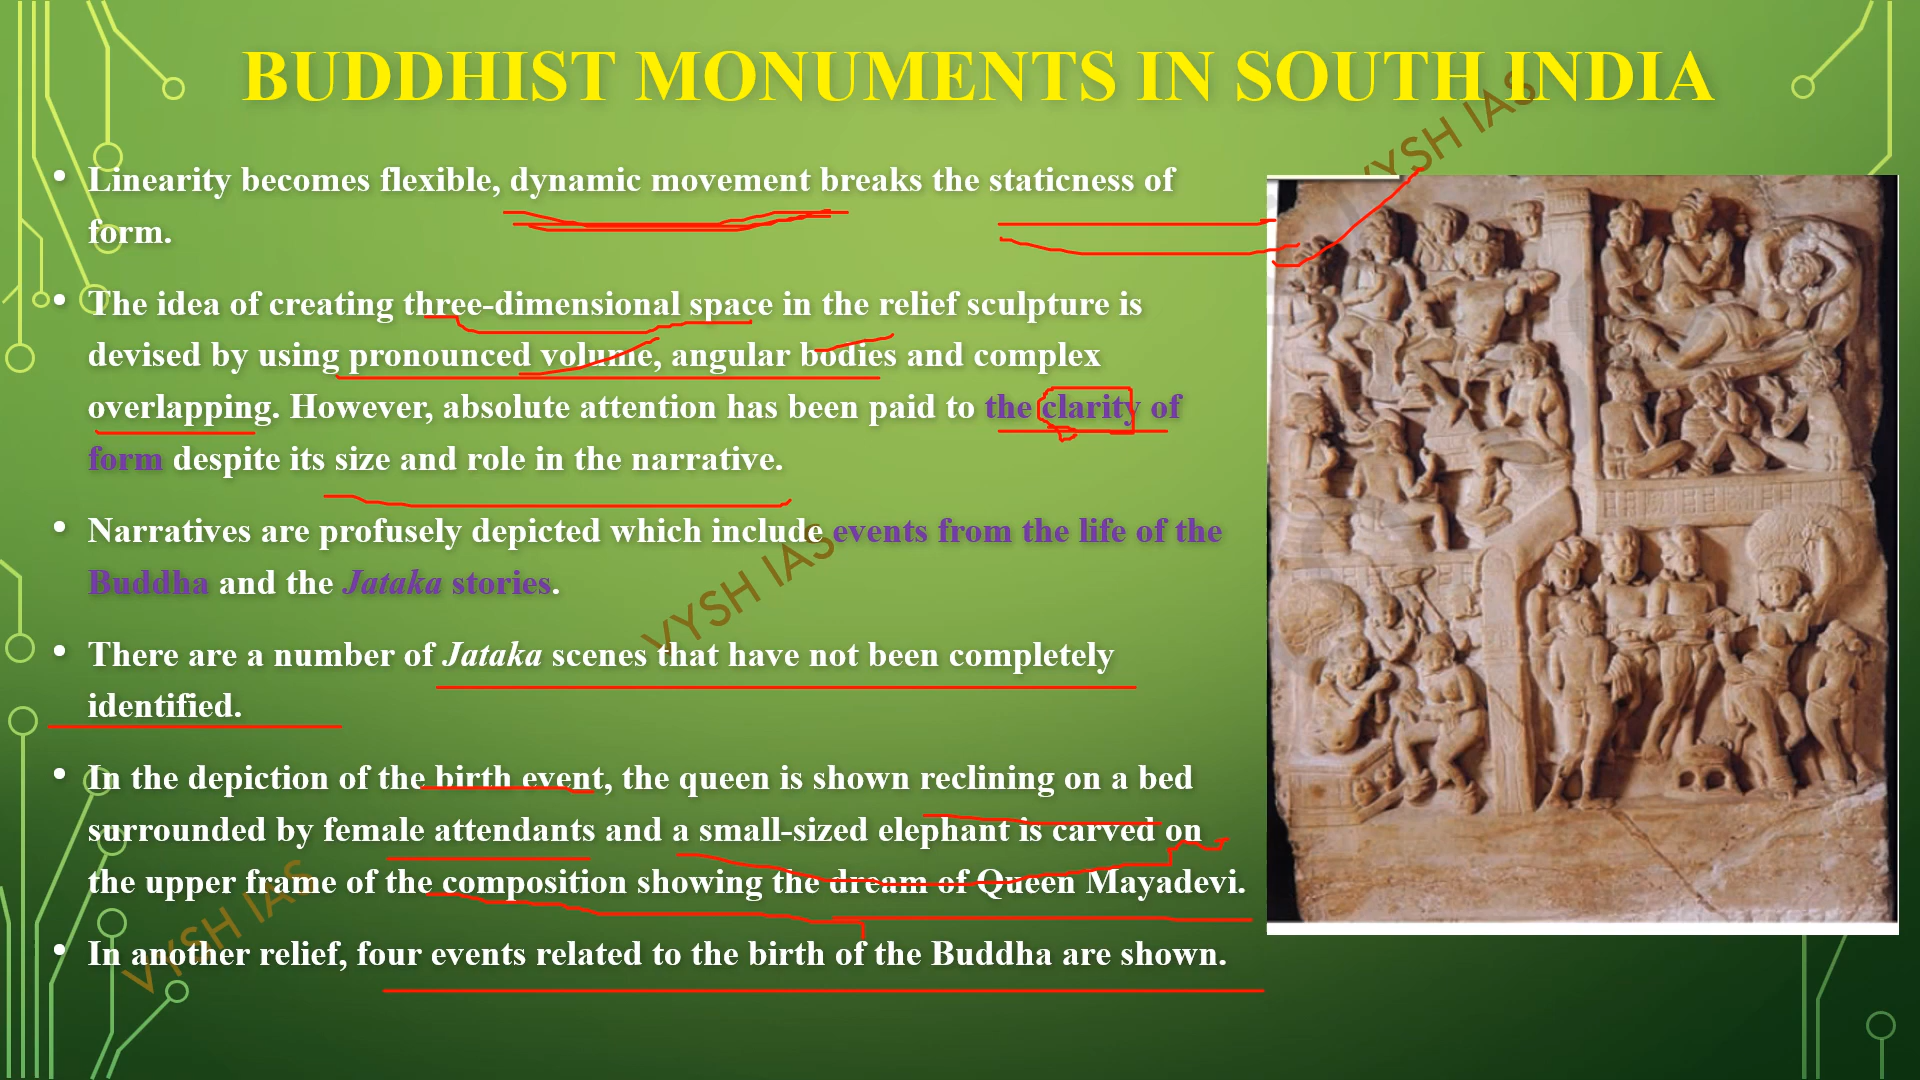 BUDDHIST MONUMENTS IN SOUTH INDIA
VYSH IAS
• Linearity becomes flexible, dynamic movement breaks the staticness of
form.
• The idea of creating three-dimensional space in the relief sculpture is
devised by using pronounced volume, angular bodies and complex
overlapping. However, absolute attention has been paid to the clarity of
form despite its size and role in the narrative.
• Narratives are profusely depicted which include events from the life of the
Buddha and the Jataka stories.
VYSH IAS
• There are a number of Jataka scenes that have not been completely
identified.
• In the depiction of the birth event, the queen is shown reclining on a bed
surrounded by female attendants and a small-sized elephant is carved on
the upper frame of the composition showing the dream of Queen Mayadevi.
VYSH IAS
• In another relief, four events related to the birth of the Buddha are shown.